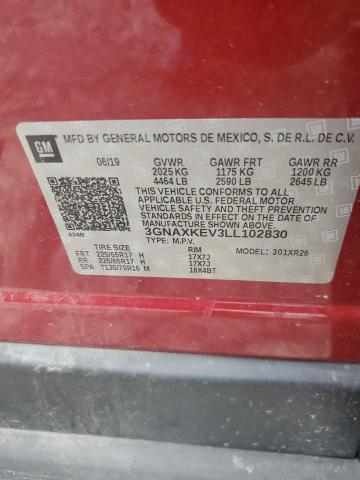 GM
MFD BY GENERAL MOTORS DE MEXICO, S. DE R.L. DE C.V.
06/19 GVWR GAWR FRT GAWR RR
2025 KG 1175 KG 1200 KG
4464 LB 2590 LB 2645 LB
THIS VEHICLE CONFORMS TO ALL
APPLICABLE U.S. FEDERAL MOTOR
VEHICLE SAFETY AND THEFT
PREVENTION STANDARDS IN EFFECT
ON THE DATE OF MANUFACTURE
SHOWN ABOVE.
3GNAXKEV3LL102830
TYPE: M.P.V. MODEL: 301XR26
TIRE SIZE RIM
FRT 225/65R17 H 17X7J
RR 225/65R17 H 17X7J
SPA T135/70R16 M 16X4BT